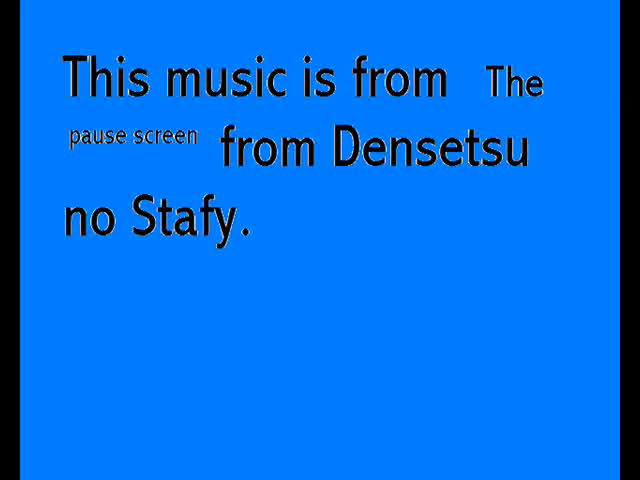 This music is from The
pause screen from Densetsu
no Stafy.